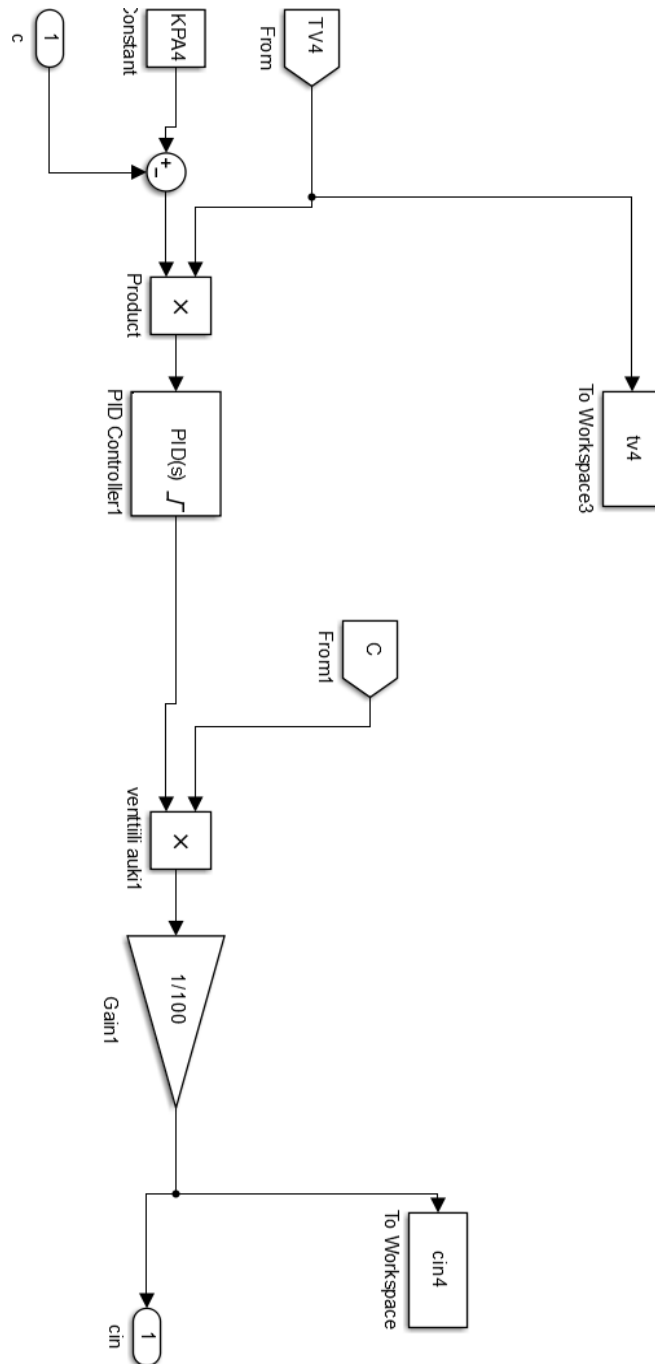 1
c
KPA4
Constant
TV4
From
+
−
×
Product
PID(s)
PID Controller1
tv4
To Workspace3
C
From1
×
venttiili auki1
1/100
Gain1
cin4
To Workspace
1
cin